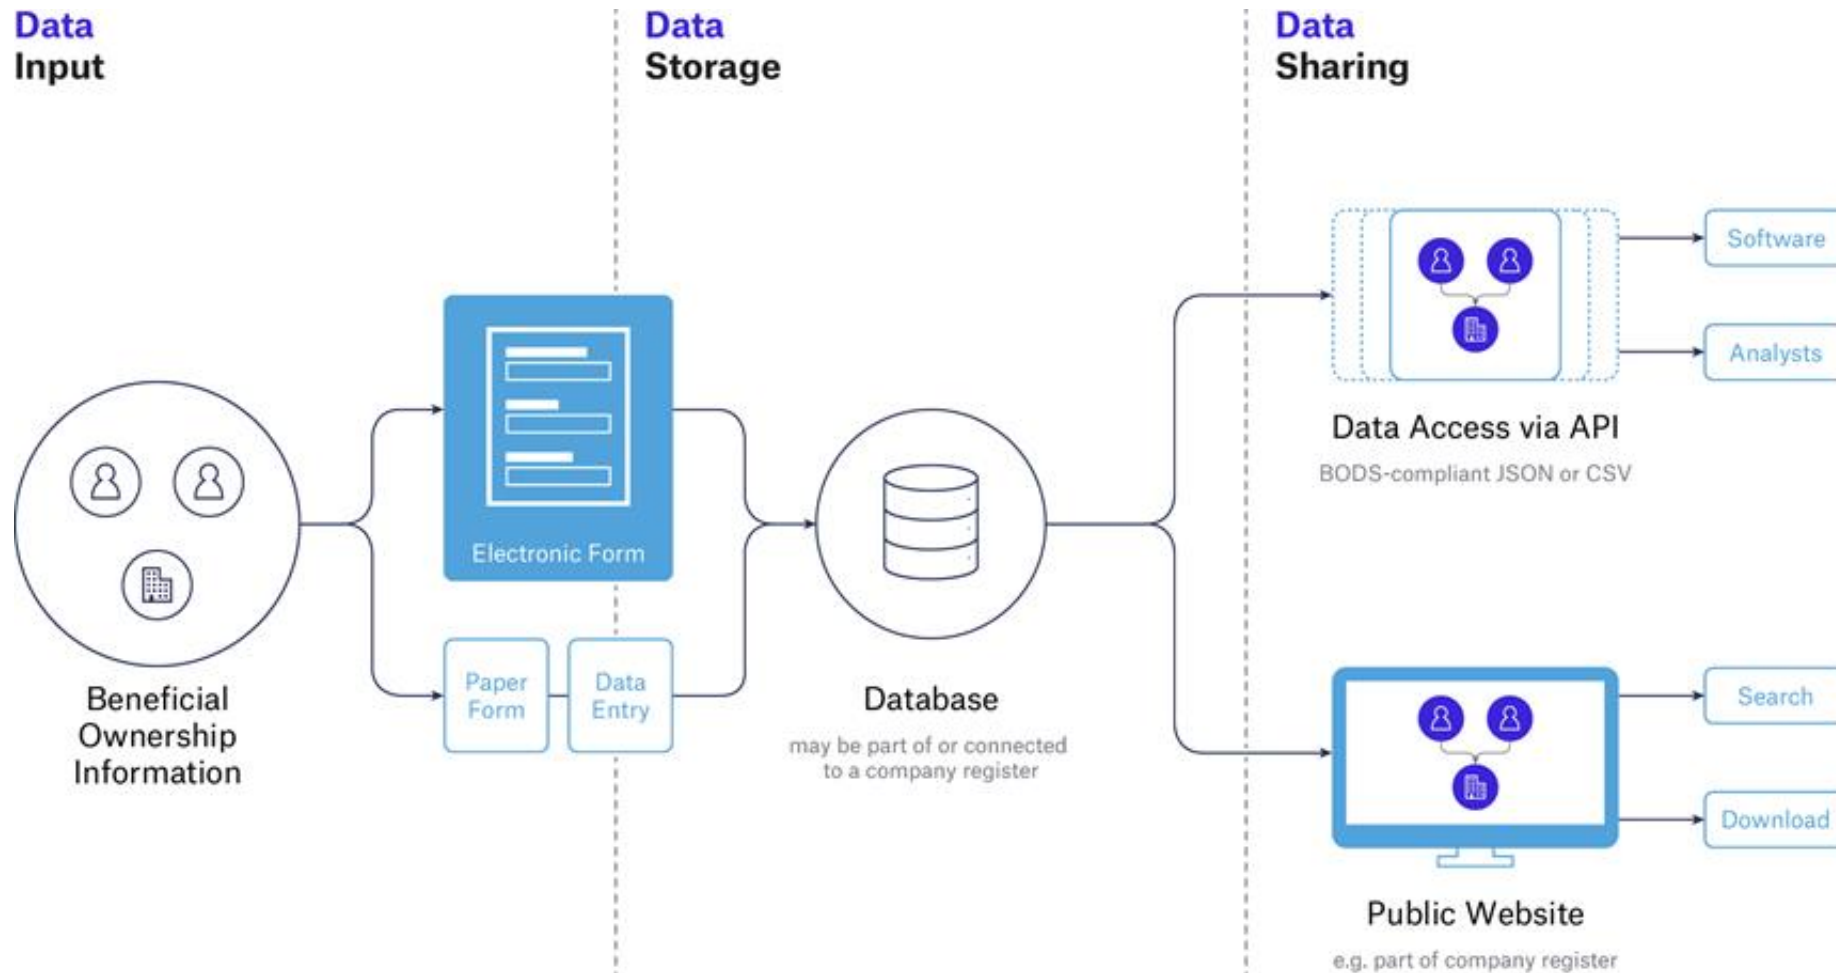 Data
Input
Data
Storage
Data
Sharing
Beneficial
Ownership
Information
Electronic Form
Paper
Form
Data
Entry
Database
may be part of or connected
to a company register
Software
Analysts
Data Access via API
BODS-compliant JSON or CSV
Search
Download
Public Website
e.g. part of company register